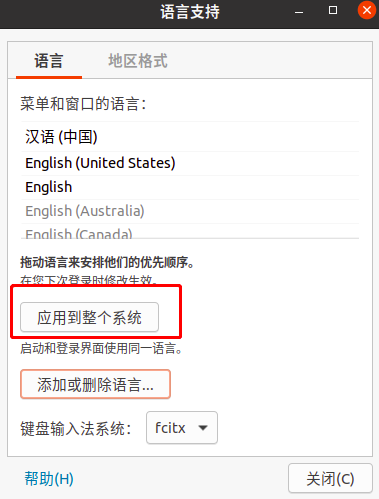 语言支持
语言
地区格式
菜单和窗口的语言：
汉语 (中国)
English (United States)
English
English (Australia)
English (Canada)
拖动语言来安排他们的优先顺序。
在您下次登录时修改生效。
应用到整个系统
启动和登录界面使用同一语言。
添加或删除语言...
键盘输入法系统： fcitx
帮助(H)
关闭(C)